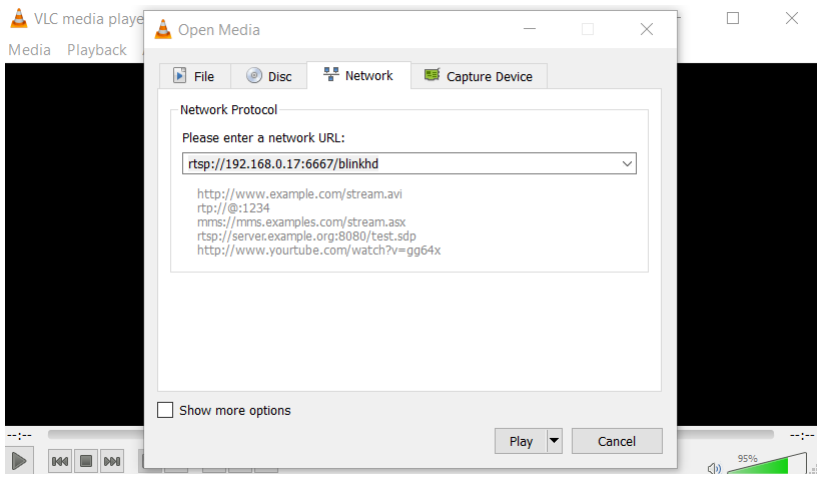 VLC media playe
Open Media
Media Playback
File Disc Network Capture Device
Network Protocol
Please enter a network URL:
rtsp://192.168.0.17:6667/blinkhd
http://www.example.com/stream.avi
rtp://@:1234
mms://mms.examples.com/stream.asx
rtsp://server.example.org:8080/test.sdp
http://www.yourtube.com/watch?v=gg64x
Show more options
--:-- --:--
Play Cancel
95%